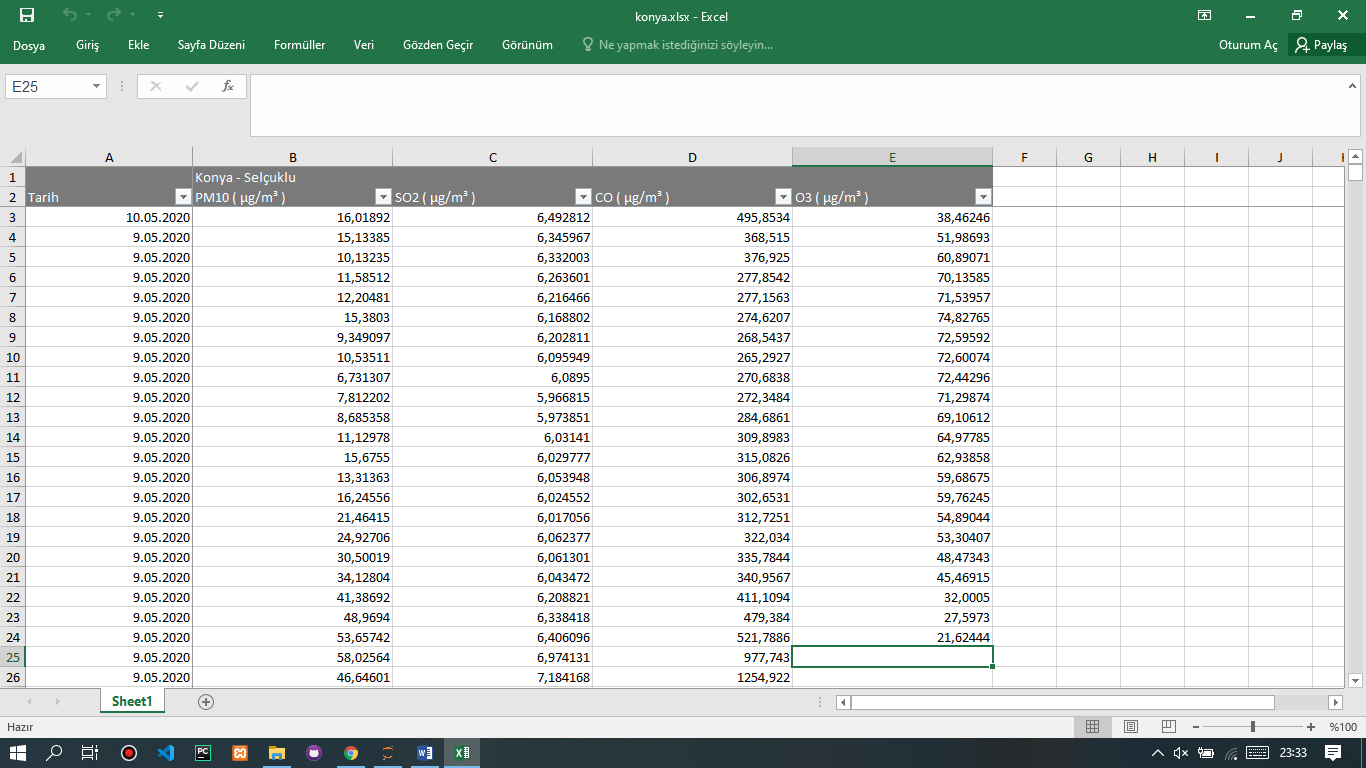 konya.xlsx - Excel
Dosya Giriş Ekle Sayfa Düzeni Formüller Veri Gözden Geçir Görünüm Ne yapmak istediğinizi söyleyin... Oturum Aç Paylaş
E25 fx
A B C D E F G H I J
1 Konya - Selçuklu
2 Tarih PM10 ( µg/m³ ) SO2 ( µg/m³ ) CO ( µg/m³ ) O3 ( µg/m³ )
3 10.05.2020 16,01892 6,492812 495,8534 38,46246
4 9.05.2020 15,13385 6,345967 368,515 51,98693
5 9.05.2020 10,13235 6,332003 376,925 60,89071
6 9.05.2020 11,58512 6,263601 277,8542 70,13585
7 9.05.2020 12,20481 6,216466 277,1563 71,53957
8 9.05.2020 15,3803 6,168802 274,6207 74,82765
9 9.05.2020 9,349097 6,202811 268,5437 72,59592
10 9.05.2020 10,53511 6,095949 265,2927 72,60074
11 9.05.2020 6,731307 6,0895 270,6838 72,44296
12 9.05.2020 7,812202 5,966815 272,3484 71,29874
13 9.05.2020 8,685358 5,973851 284,6861 69,10612
14 9.05.2020 11,12978 6,03141 309,8983 64,97785
15 9.05.2020 15,6755 6,029777 315,0826 62,93858
16 9.05.2020 13,31363 6,053948 306,8974 59,68675
17 9.05.2020 16,24556 6,024552 302,6531 59,76245
18 9.05.2020 21,46415 6,017056 312,7251 54,89044
19 9.05.2020 24,92706 6,062377 322,034 53,30407
20 9.05.2020 30,50019 6,061301 335,7844 48,47343
21 9.05.2020 34,12804 6,043472 340,9567 45,46915
22 9.05.2020 41,38692 6,208821 411,1094 32,0005
23 9.05.2020 48,9694 6,338418 479,384 27,5973
24 9.05.2020 53,65742 6,406096 521,7886 21,62444
25 9.05.2020 58,02564 6,974131 977,743
26 9.05.2020 46,64601 7,184168 1254,922
Sheet1
Hazır %100
23:33